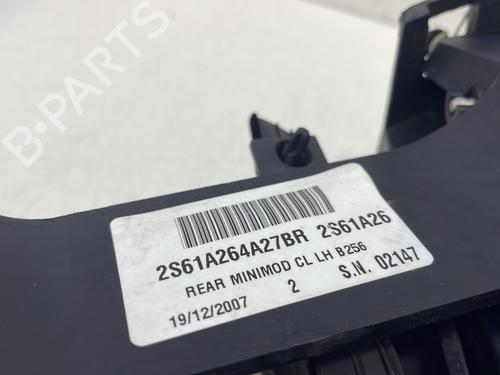 B-PARTS
2S61A264A27BR 2S61A26
REAR MINIMOD CL LH B256
19/12/2007 2 S.N. 02147